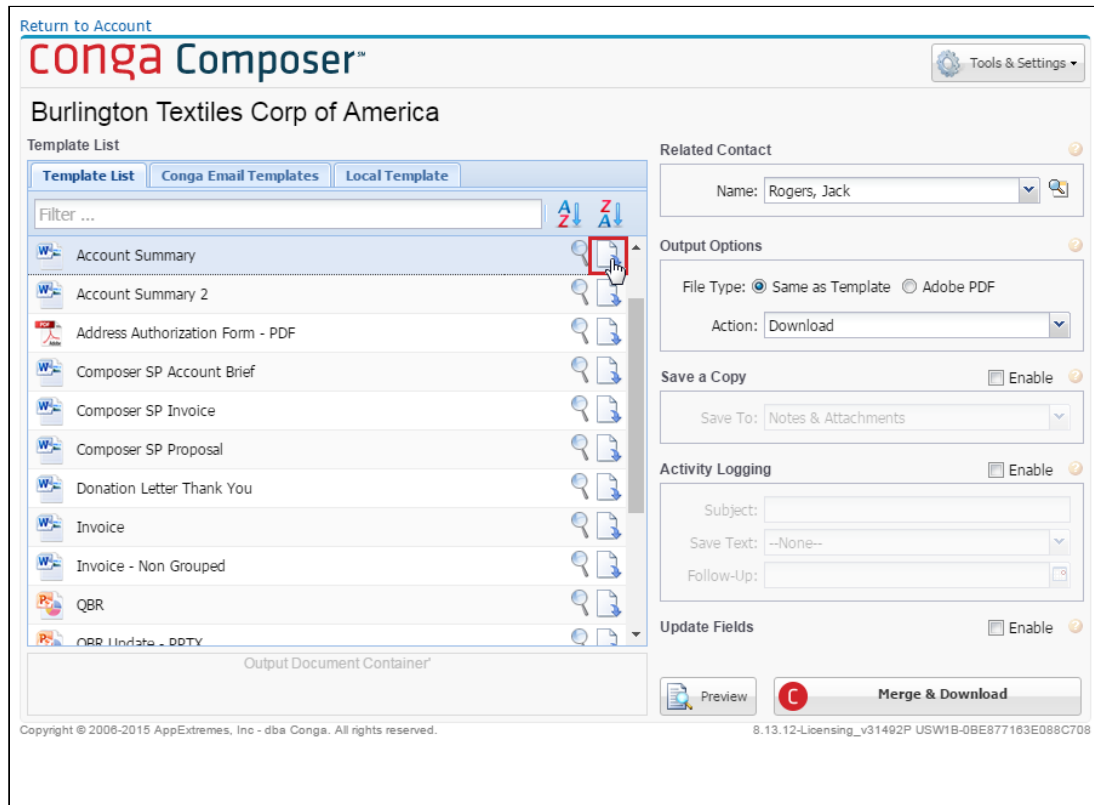 Return to Account
conga Composer℠
Tools & Settings
Burlington Textiles Corp of America
Template List
Template List Conga Email Templates Local Template
Filter ...
A Z Z A
Account Summary
Account Summary 2
Address Authorization Form - PDF
Composer SP Account Brief
Composer SP Invoice
Composer SP Proposal
Donation Letter Thank You
Invoice
Invoice - Non Grouped
QBR
QBR Update - PPTX
Output Document Container'
Related Contact
Name: Rogers, Jack
Output Options
File Type: Same as Template Adobe PDF
Action: Download
Save a Copy Enable
Save To: Notes & Attachments
Activity Logging Enable
Subject:
Save Text: --None--
Follow-Up:
Update Fields Enable
Preview C Merge & Download
Copyright © 2006-2015 AppExtremes, Inc - dba Conga. All rights reserved.
8.13.12-Licensing_v31492P USW1B-0BE877163E088C708